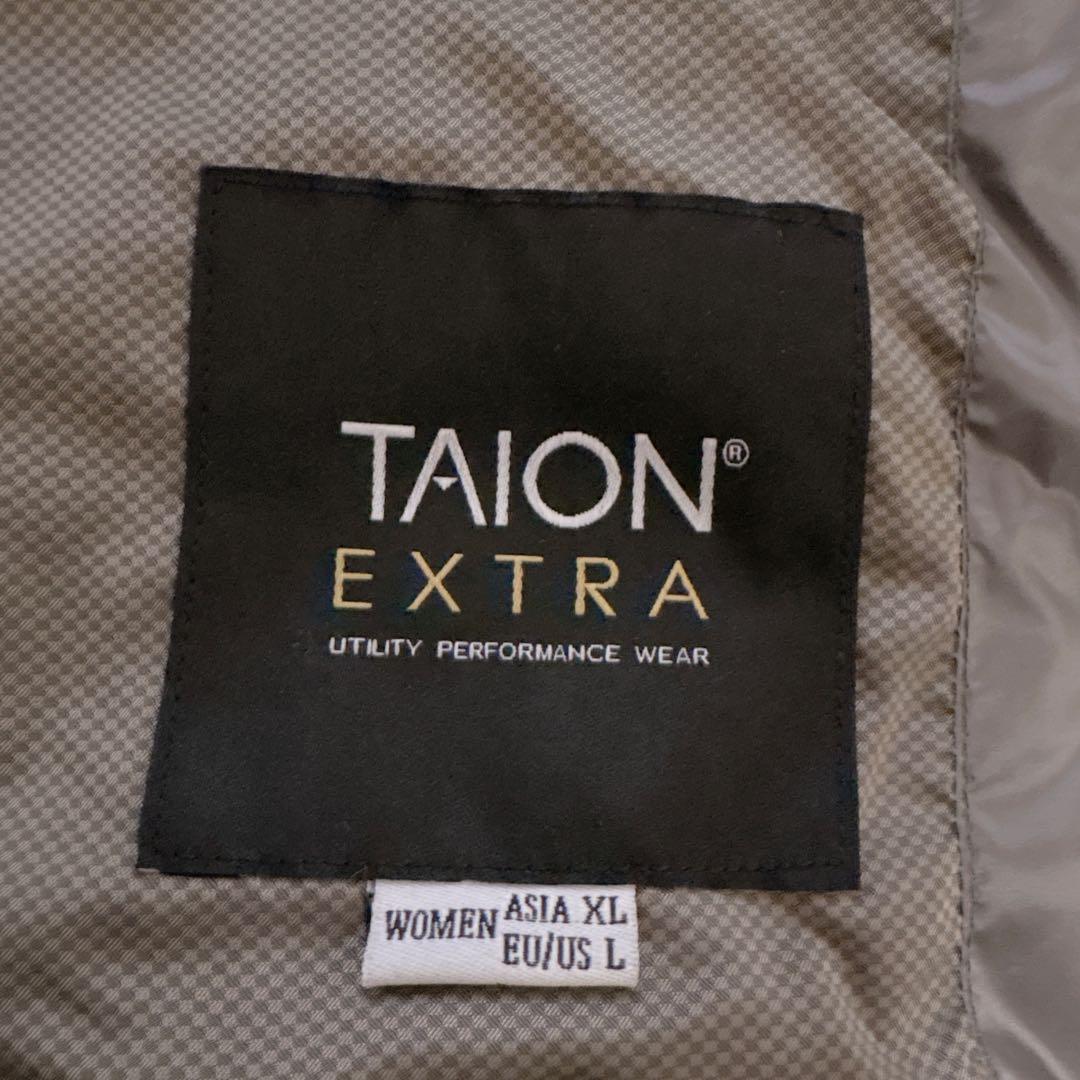 TAION®
EXTRA
UTILITY PERFORMANCE WEAR
WOMEN ASIA XL
EU/US L